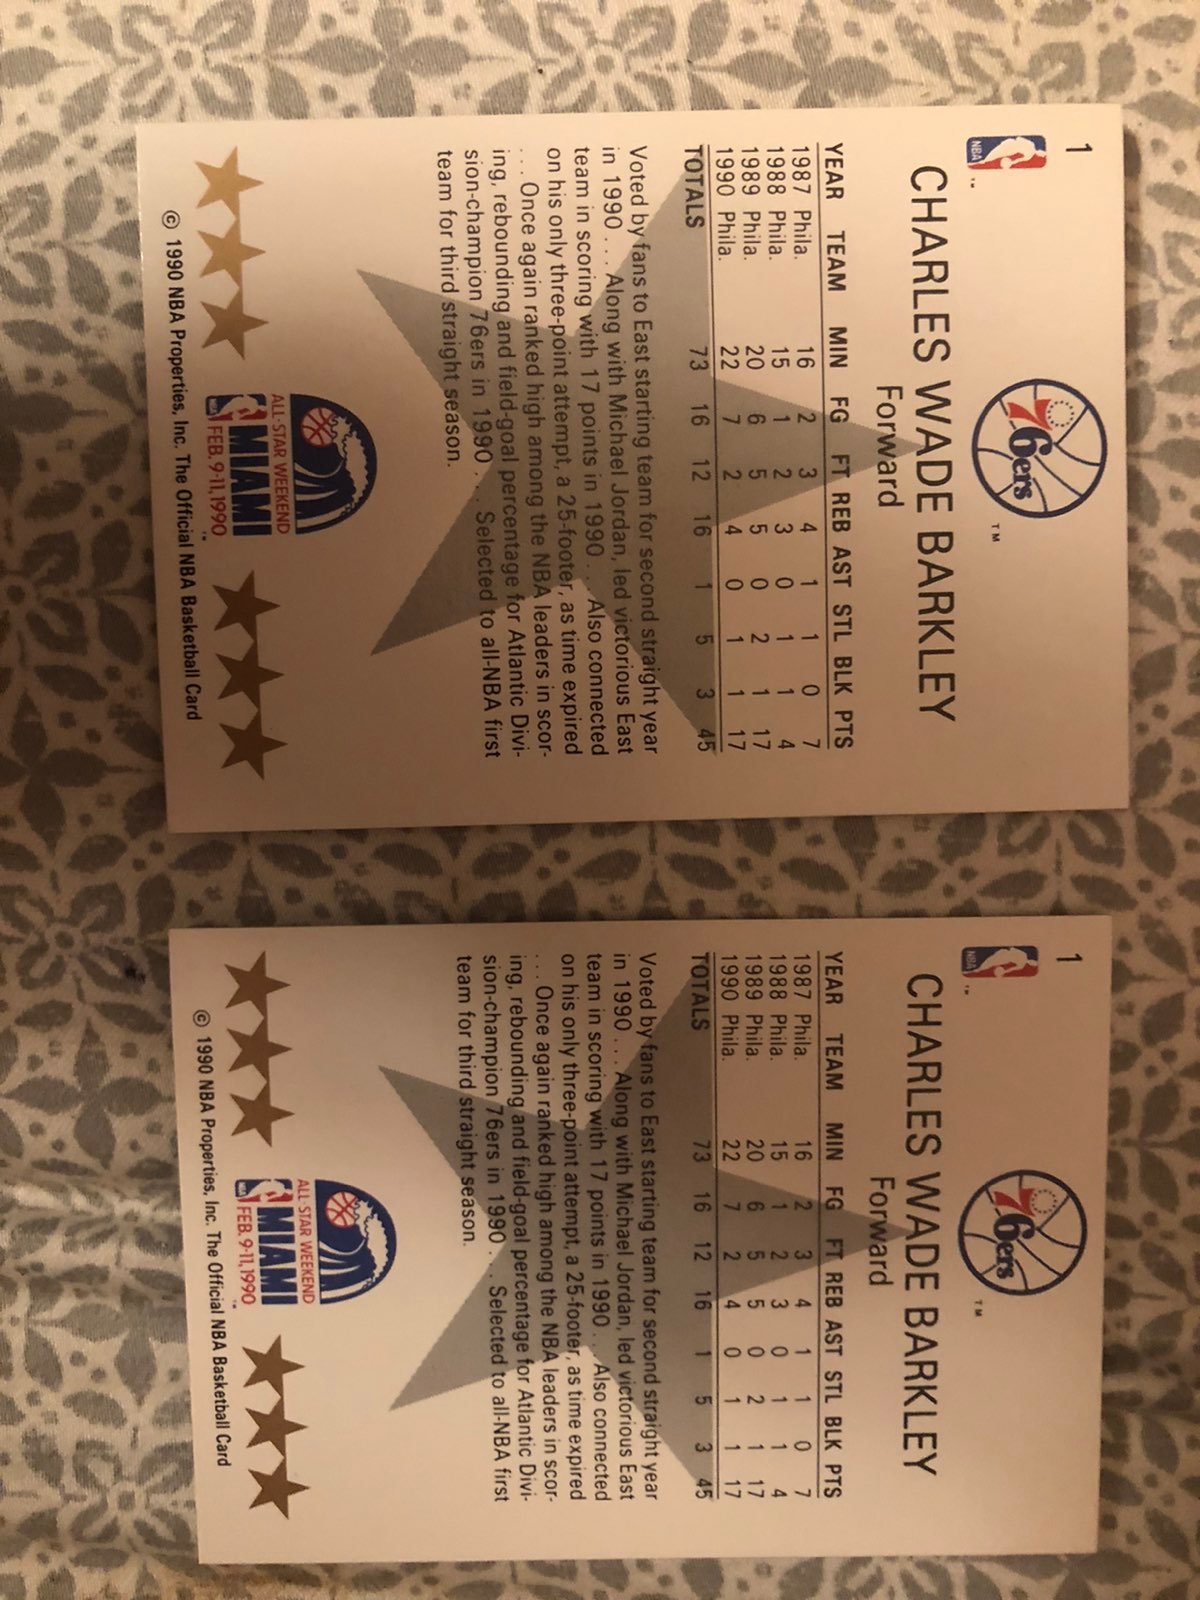 1
NBA
™
76ers
™
CHARLES WADE BARKLEY
Forward
YEAR TEAM MIN FG FT REB AST STL BLK PTS
1987 Phila. 16 2 3 4 1 1 0 7
1988 Phila. 15 1 2 3 0 1 1 4
1989 Phila. 20 6 5 5 0 2 1 17
1990 Phila. 22 7 2 4 0 1 1 17
TOTALS 73 16 12 16 1 5 3 45
Voted by fans to East starting team for second straight year
in 1990 . . . Along with Michael Jordan, led victorious East
team in scoring with 17 points in 1990 . . . Also connected
on his only three-point attempt, a 25-footer, as time expired
. . . Once again ranked high among the NBA leaders in scor-
ing, rebounding and field-goal percentage for Atlantic Divi-
sion-champion 76ers in 1990 . . . Selected to all-NBA first
team for third straight season.
ALL-STAR WEEKEND
MIAMI
NBA FEB. 9-11,1990
™
© 1990 NBA Properties, Inc. The Official NBA Basketball Card
1
NBA
™
76ers
™
CHARLES WADE BARKLEY
Forward
YEAR TEAM MIN FG FT REB AST STL BLK PTS
1987 Phila. 16 2 3 4 1 1 0 7
1988 Phila. 15 1 2 3 0 1 1 4
1989 Phila. 20 6 5 5 0 2 1 17
1990 Phila. 22 7 2 4 0 1 1 17
TOTALS 73 16 12 16 1 5 3 45
Voted by fans to East starting team for second straight year
in 1990 . . . Along with Michael Jordan, led victorious East
team in scoring with 17 points in 1990 . . . Also connected
on his only three-point attempt, a 25-footer, as time expired
. . . Once again ranked high among the NBA leaders in scor-
ing, rebounding and field-goal percentage for Atlantic Divi-
sion-champion 76ers in 1990 . . . Selected to all-NBA first
team for third straight season.
ALL-STAR WEEKEND
MIAMI
NBA FEB. 9-11,1990
™
© 1990 NBA Properties, Inc. The Official NBA Basketball Card